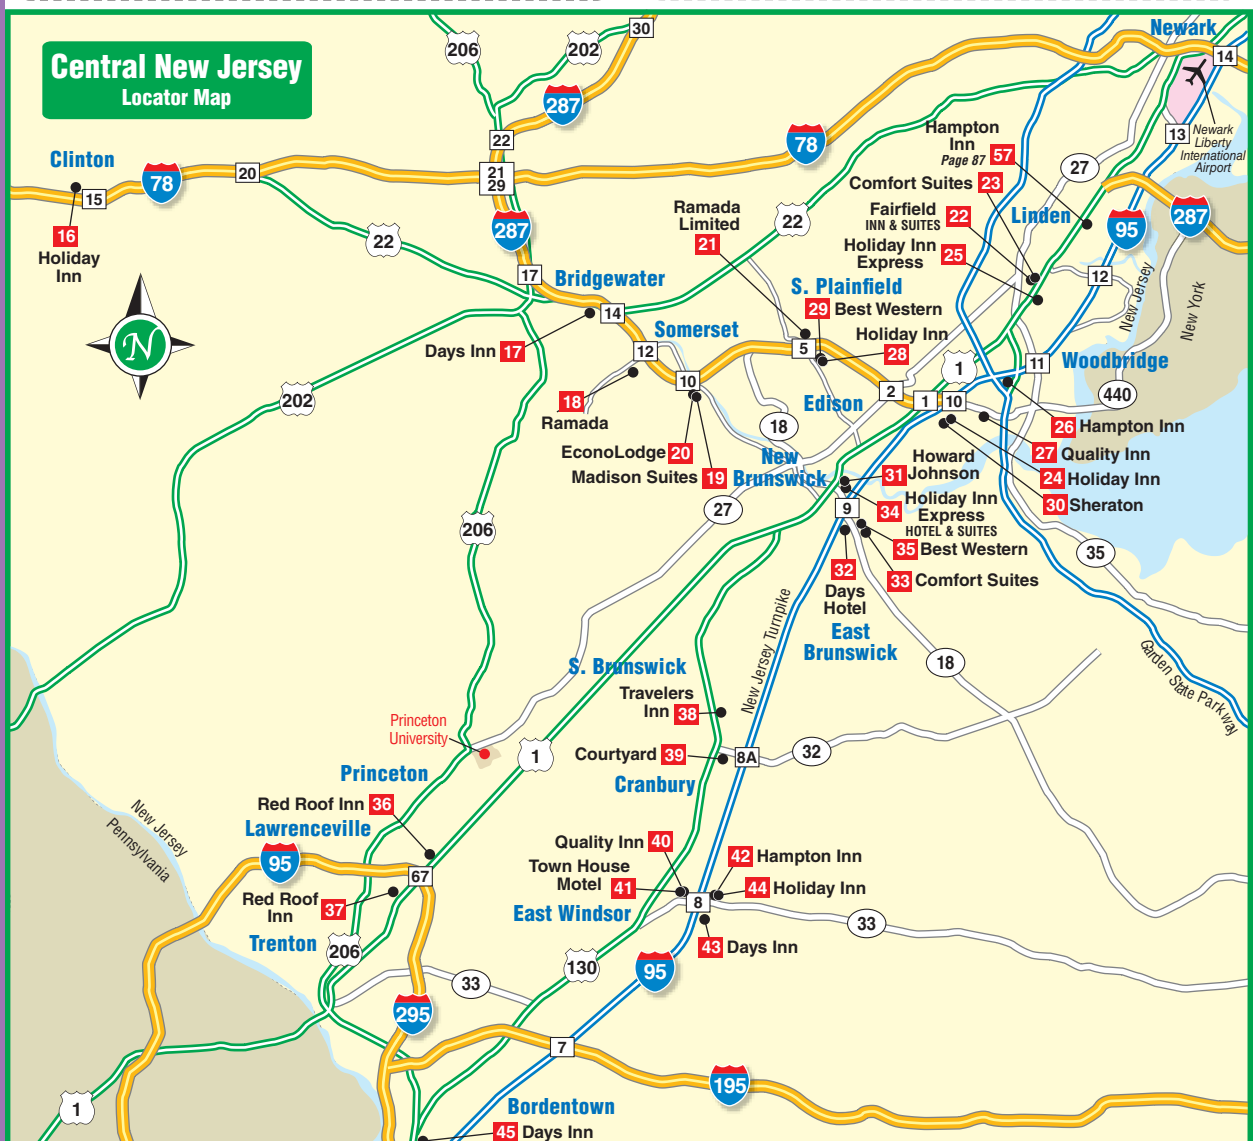 Central New Jersey
Locator Map
206
202
30
287
Newark
14
13
Newark
Liberty
International
Airport
22
Clinton
78
20
15
16
Holiday
Inn
21
29
78
Hampton
Inn
Page 87
57
27
Comfort Suites
23
Fairfield
INN & SUITES
22
Linden
95
287
Holiday Inn
Express
25
Ramada
Limited
21
22
22
287
17
Bridgewater
12
New Jersey
New York
S. Plainfield
29
Best Western
Holiday Inn
28
14
Somerset
Days Inn
17
12
5
N
10
2
1
10
1
11
Woodbridge
440
202
18
Ramada
Edison
18
26
Hampton Inn
EconoLodge
20
27
Quality Inn
Madison Suites
19
New
Brunswick
Howard
Johnson
31
24
Holiday Inn
30
Sheraton
27
34
Holiday Inn
Express
HOTEL & SUITES
9
206
35
Best Western
35
32
Days
Hotel
33
Comfort Suites
East
Brunswick
New Jersey Turnpike
18
Garden State Parkway
S. Brunswick
Travelers
Inn
38
Princeton
University
1
Courtyard
39
8A
32
Princeton
Cranbury
Red Roof Inn
36
New Jersey
Pennsylvania
Lawrenceville
95
67
Quality Inn
40
42
Hampton Inn
Town House
Motel
41
44
Holiday Inn
Red Roof
Inn
37
East Windsor
8
33
Trenton
206
43
Days Inn
130
95
33
295
7
195
1
Bordentown
45
Days Inn